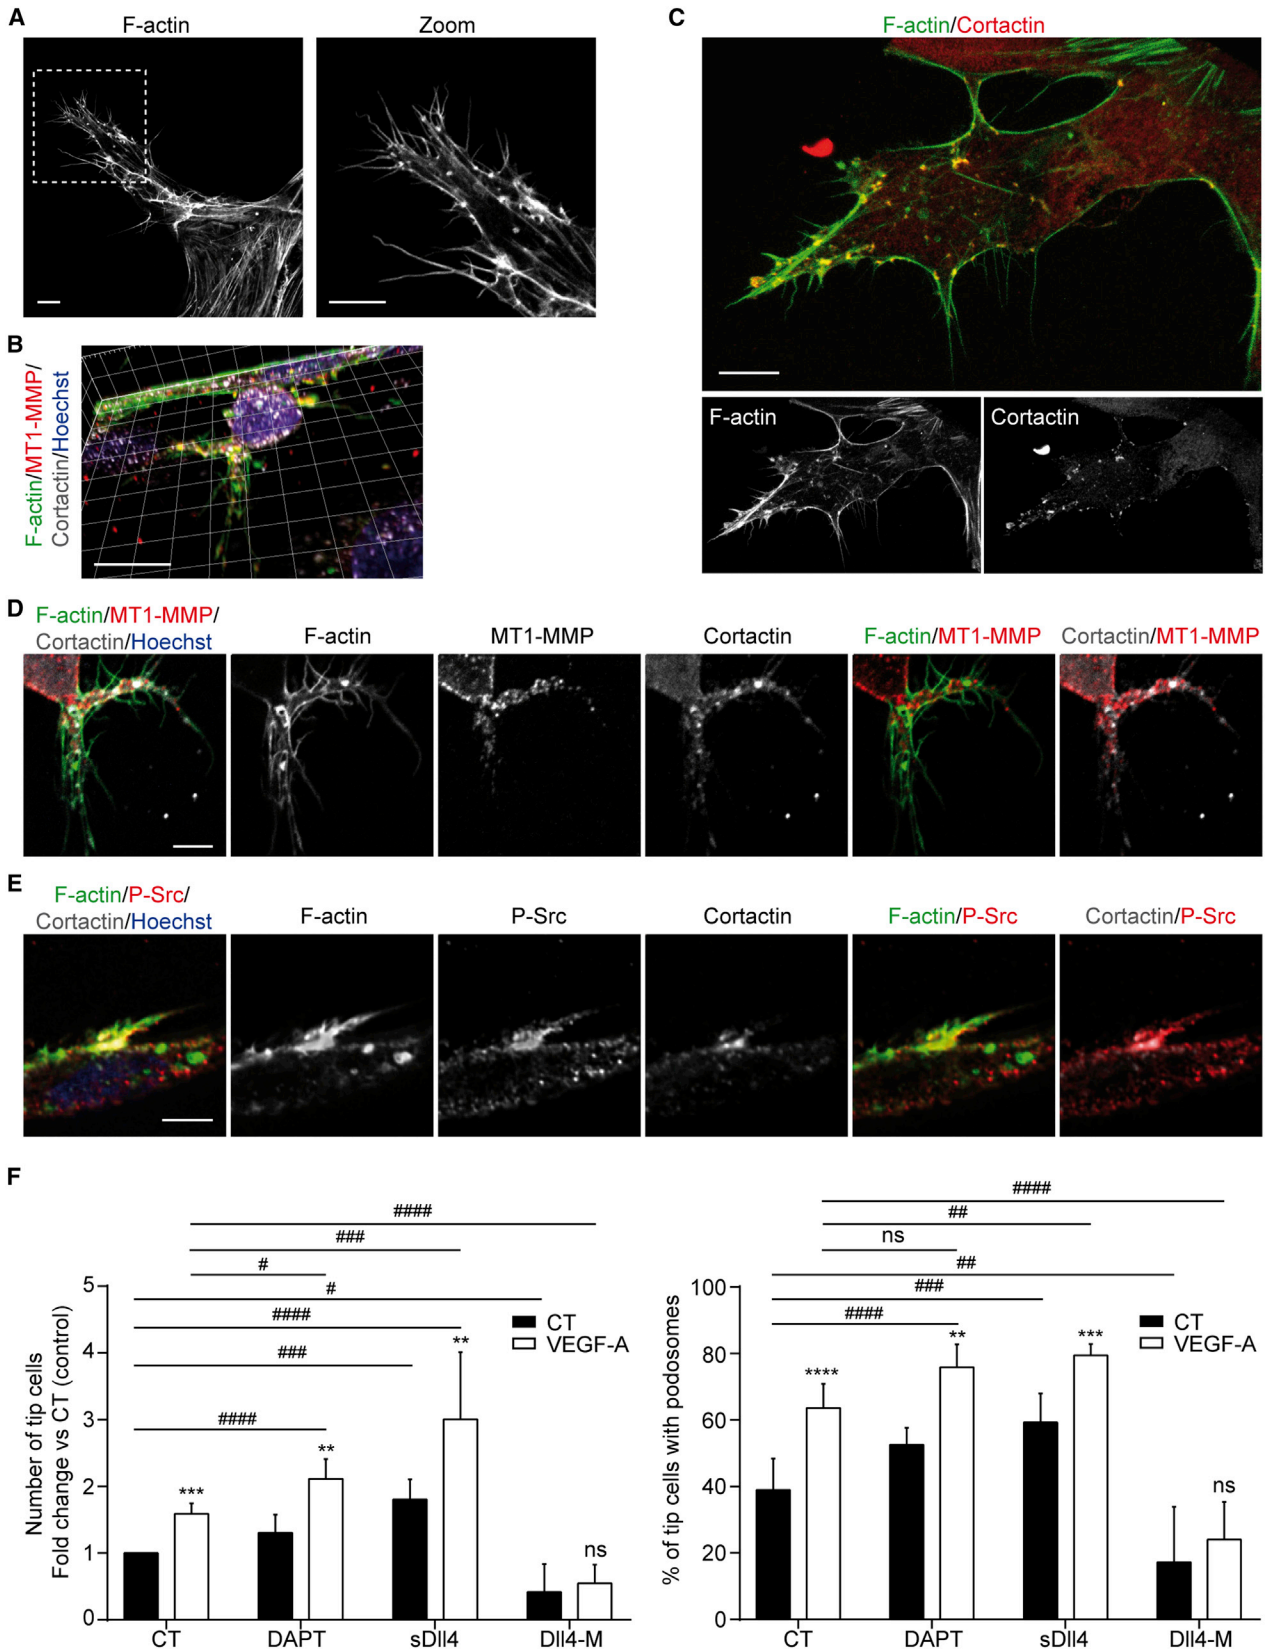 A
F-actin
Zoom
B
F-actin/MT1-MMP/
Cortactin/Hoechst
C
F-actin/Cortactin
F-actin
Cortactin
D
F-actin/MT1-MMP/
Cortactin/Hoechst
F-actin
MT1-MMP
Cortactin
F-actin/MT1-MMP
Cortactin/MT1-MMP
E
F-actin/P-Src/
Cortactin/Hoechst
F-actin
P-Src
Cortactin
F-actin/P-Src
Cortactin/P-Src
F
Number of tip cells
Fold change vs CT (control)
5
4
3
2
1
0
####
###
#
#
####
###
####
***
**
**
ns
CT
VEGF-A
CT
DAPT
sDll4
Dll4-M
% of tip cells with podosomes
100
80
60
40
20
0
####
##
ns
##
###
####
****
**
***
ns
CT
VEGF-A
CT
DAPT
sDll4
Dll4-M